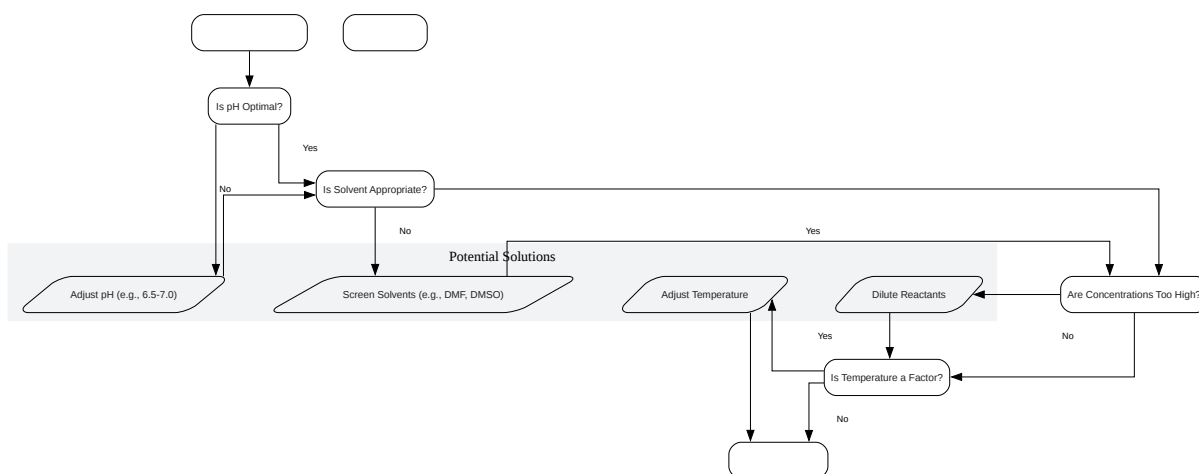 Is pH Optimal?
Yes
No
Is Solvent Appropriate?
No
Yes
Potential Solutions
Adjust pH (e.g., 6.5-7.0)
Screen Solvents (e.g., DMF, DMSO)
Adjust Temperature
Dilute Reactants
Are Concentrations Too High?
Yes
No
Is Temperature a Factor?
No